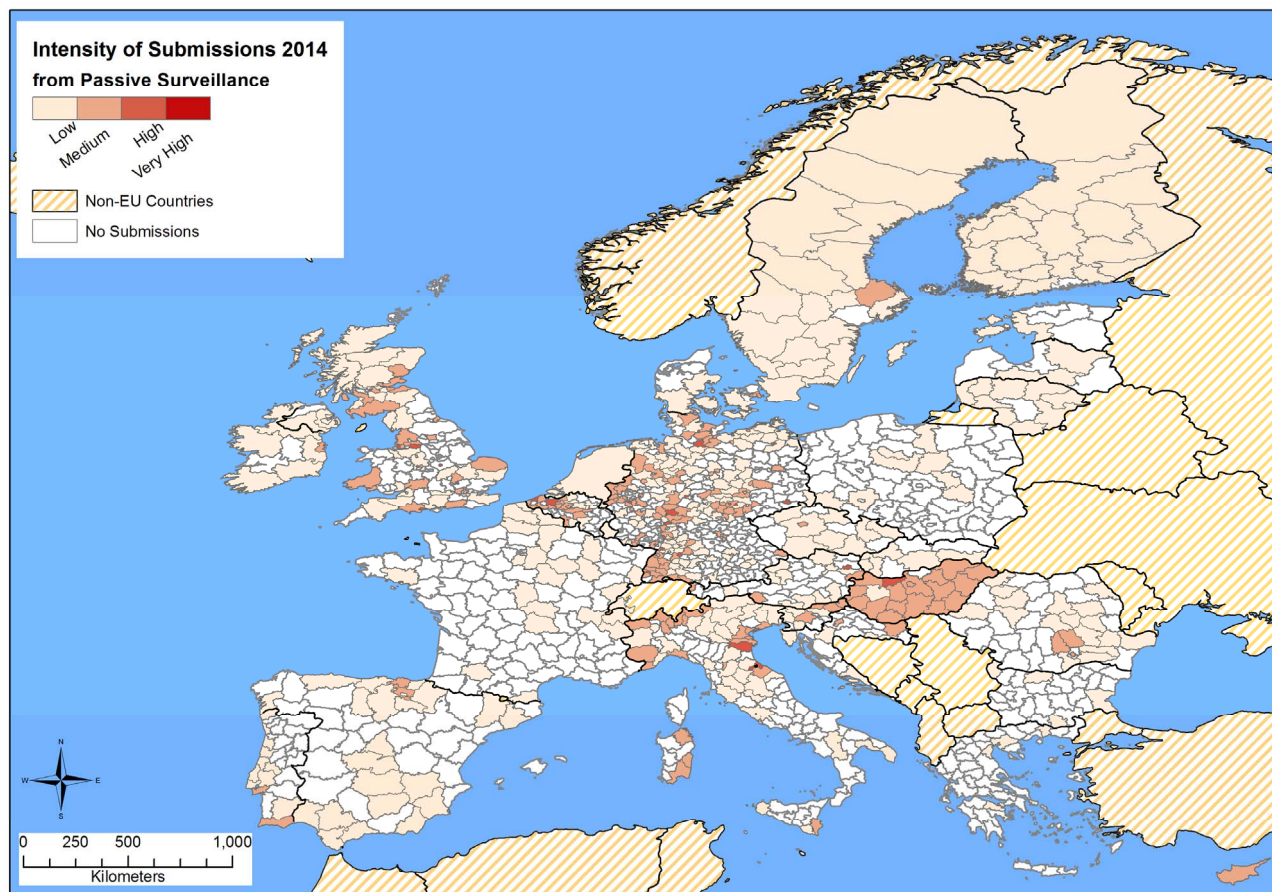 Intensity of Submissions 2014
from Passive Surveillance
Low
Medium
High
Very High
Non-EU Countries
No Submissions
N
W E
S
0 250 500 1,000
Kilometers